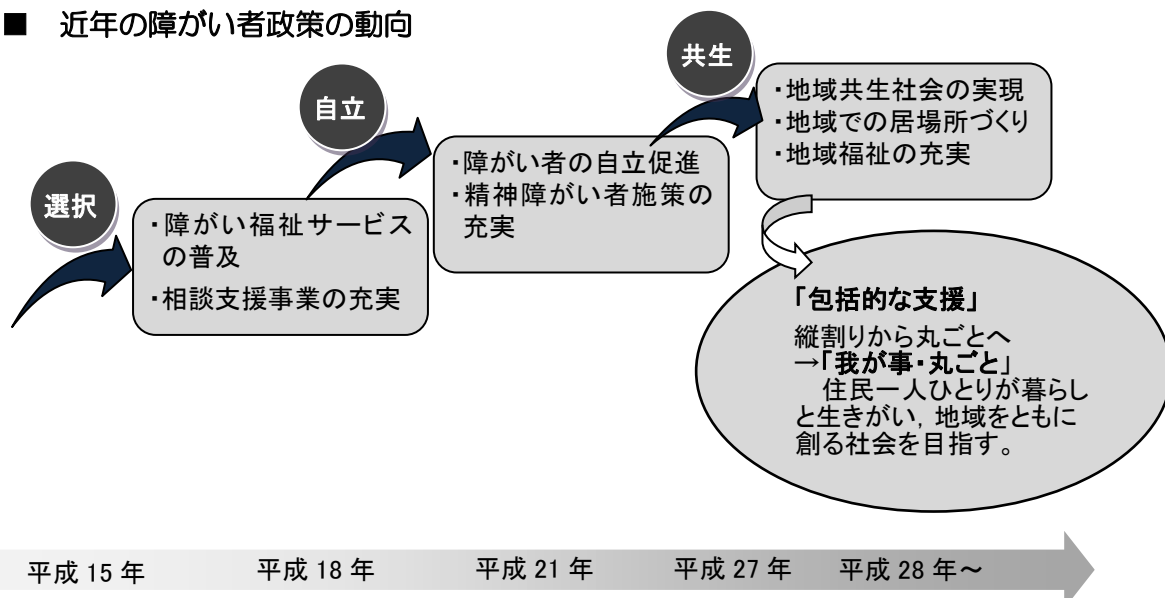 ■ 近年の障がい者政策の動向
選択
・障がい福祉サービス
の普及
・相談支援事業の充実
自立
・障がい者の自立促進
・精神障がい者施策の
充実
共生
・地域共生社会の実現
・地域での居場所づくり
・地域福祉の充実
「包括的な支援」
縦割りから丸ごとへ
→「我が事・丸ごと」
住民一人ひとりが暮らし
と生きがい，地域をともに
創る社会を目指す。
平成 15 年 平成 18 年 平成 21 年 平成 27 年 平成 28 年～